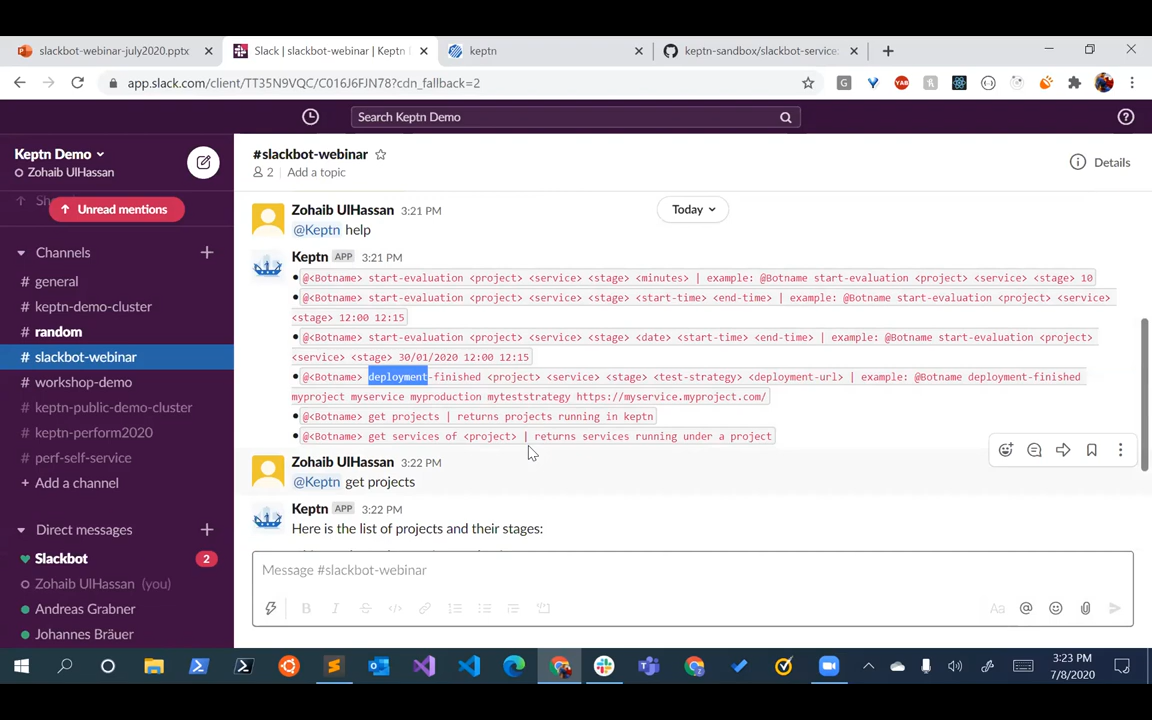 slackbot-webinar-july2020.pptx
Slack | slackbot-webinar | Keptn
keptn
keptn-sandbox/slackbot-service
app.slack.com/client/TT35N9VQC/C016J6FJN78?cdn_fallback=2
Search Keptn Demo
Keptn Demo
Zohaib UlHassan
#slackbot-webinar
2 Add a topic
Details
Unread mentions
Today
Channels
# general
# keptn-demo-cluster
# random
# slackbot-webinar
# workshop-demo
# keptn-public-demo-cluster
# keptn-perform2020
# perf-self-service
+ Add a channel
Direct messages
Slackbot 2
Zohaib UlHassan (you)
Andreas Grabner
Johannes Bräuer
Zohaib UlHassan 3:21 PM
@Keptn help
Keptn APP 3:21 PM
• @<Botname> start-evaluation <project> <service> <stage> <minutes> | example: @Botname start-evaluation <project> <service> <stage> 10
• @<Botname> start-evaluation <project> <service> <stage> <start-time> <end-time> | example: @Botname start-evaluation <project> <service>
<stage> 12:00 12:15
• @<Botname> start-evaluation <project> <service> <stage> <date> <start-time> <end-time> | example: @Botname start-evaluation <project>
<service> <stage> 30/01/2020 12:00 12:15
• @<Botname> deployment-finished <project> <service> <stage> <test-strategy> <deployment-url> | example: @Botname deployment-finished
myproject myservice myproduction myteststrategy https://myservice.myproject.com/
• @<Botname> get projects | returns projects running in keptn
• @<Botname> get services of <project> | returns services running under a project
Zohaib UlHassan 3:22 PM
@Keptn get projects
Keptn APP 3:22 PM
Here is the list of projects and their stages:
Message #slackbot-webinar
Aa
3:23 PM
7/8/2020